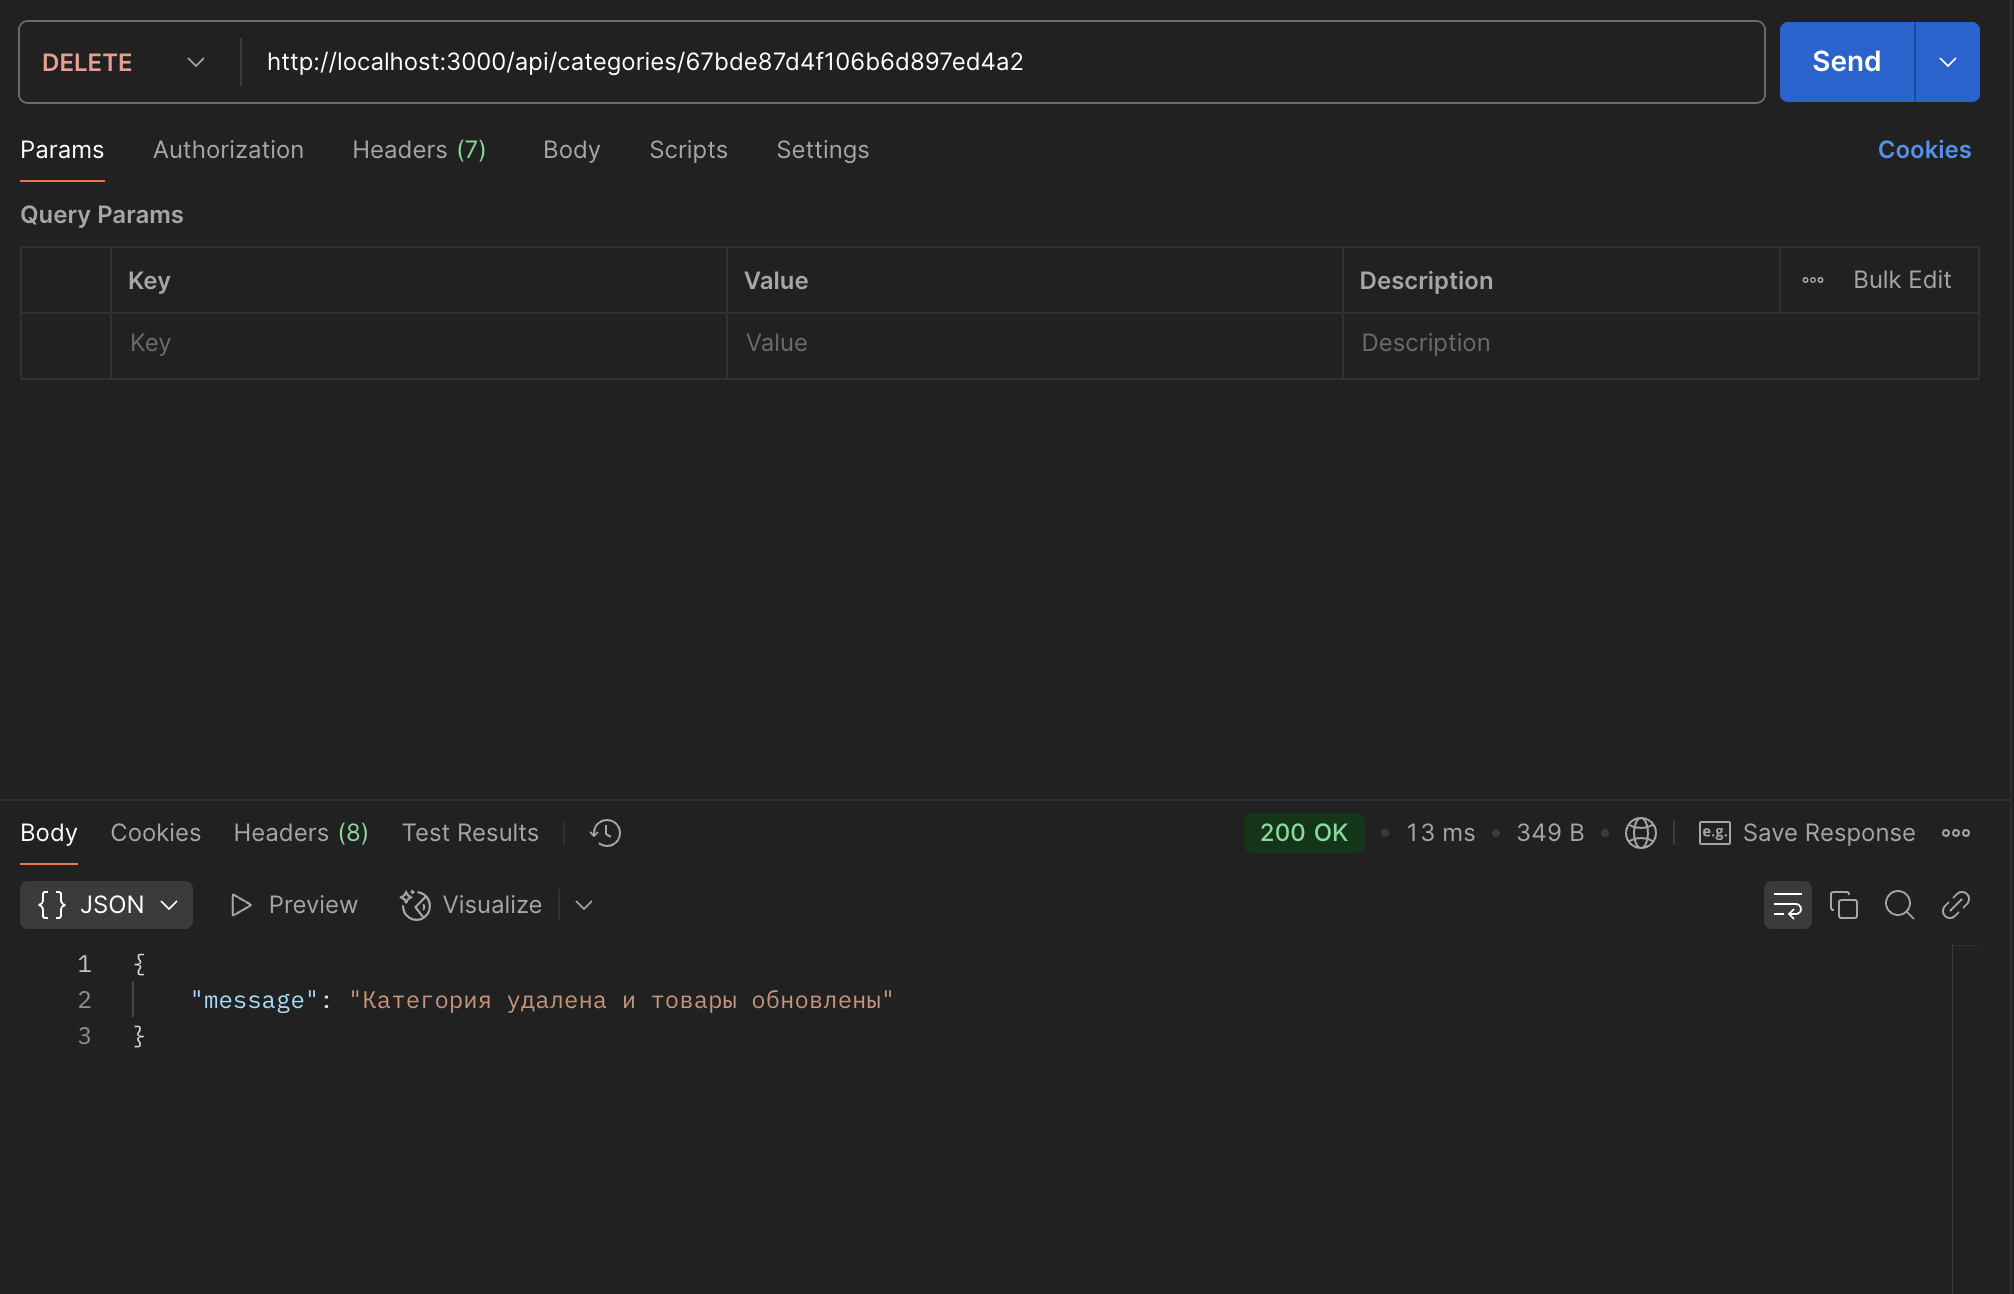 DELETE http://localhost:3000/api/categories/67bde87d4f106b6d897ed4a2 Send
Params Authorization Headers (7) Body Scripts Settings Cookies
Query Params
Key Value Description Bulk Edit
Key Value Description
Body Cookies Headers (8) Test Results 200 OK • 13 ms • 349 B • e.g. Save Response
{} JSON Preview Visualize
1 {
2 "message": "Категория удалена и товары обновлены"
3 }